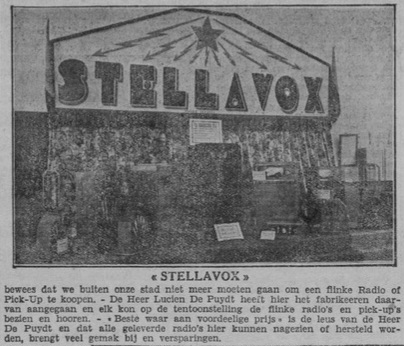 STELLAVOX
« STELLAVOX »
bewees dat we buiten onze stad niet meer moeten gaan om een flinke Radio of
Pick-Up te koopen. - De Heer Lucien De Puydt heeft hier het fabrikeeren daar-
van aangegaan en elk kon op de tentoonstelling de flinke radio's en pick-up's
bezien en hooren. - « Beste waar aan voordeelige prijs » is de leus van de Heer
De Puydt en dat alle geleverde radio's hier kunnen nagezien of hersteld wor-
den, brengt veel gemak bij en versparingen.